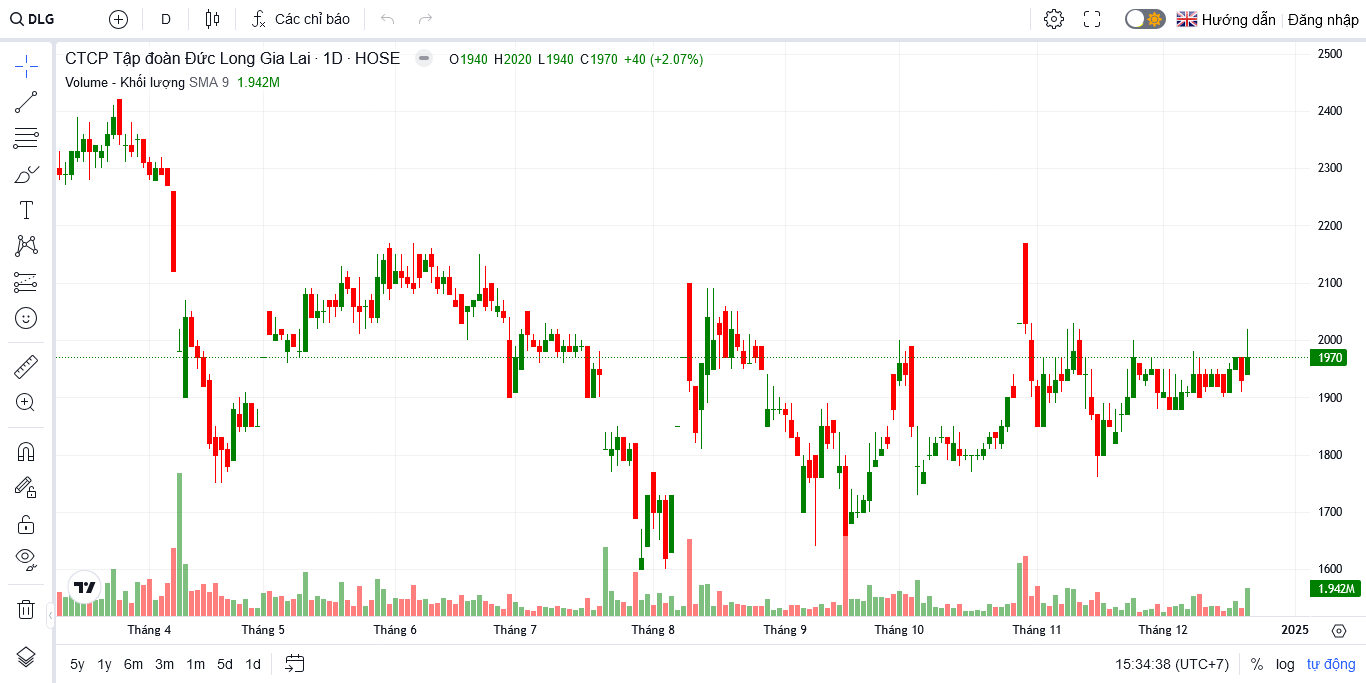 DLG D Các chỉ báo Hướng dẫn Đăng nhập
CTCP Tập đoàn Đức Long Gia Lai · 1D · HOSE O1940 H2020 L1940 C1970 +40 (+2.07%)
Volume - Khối lượng SMA 9 1.942M
2500
2400
2300
2200
2100
2000
1970
1900
1800
1700
1600
1.942M
Tháng 4 Tháng 5 Tháng 6 Tháng 7 Tháng 8 Tháng 9 Tháng 10 Tháng 11 Tháng 12 2025
5y 1y 6m 3m 1m 5d 1d 15:34:38 (UTC+7) % log tự động